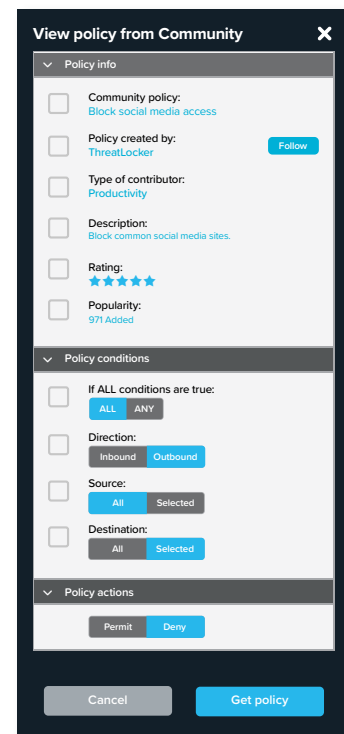 View policy from Community
Policy info
Community policy:
Block social media access
Policy created by:
ThreatLocker
Follow
Type of contributor:
Productivity
Description:
Block common social media sites.
Rating:
Popularity:
971 Added
Policy conditions
If ALL conditions are true:
ALL ANY
Direction:
Inbound Outbound
Source:
All Selected
Destination:
All Selected
Policy actions
Permit Deny
Cancel Get policy